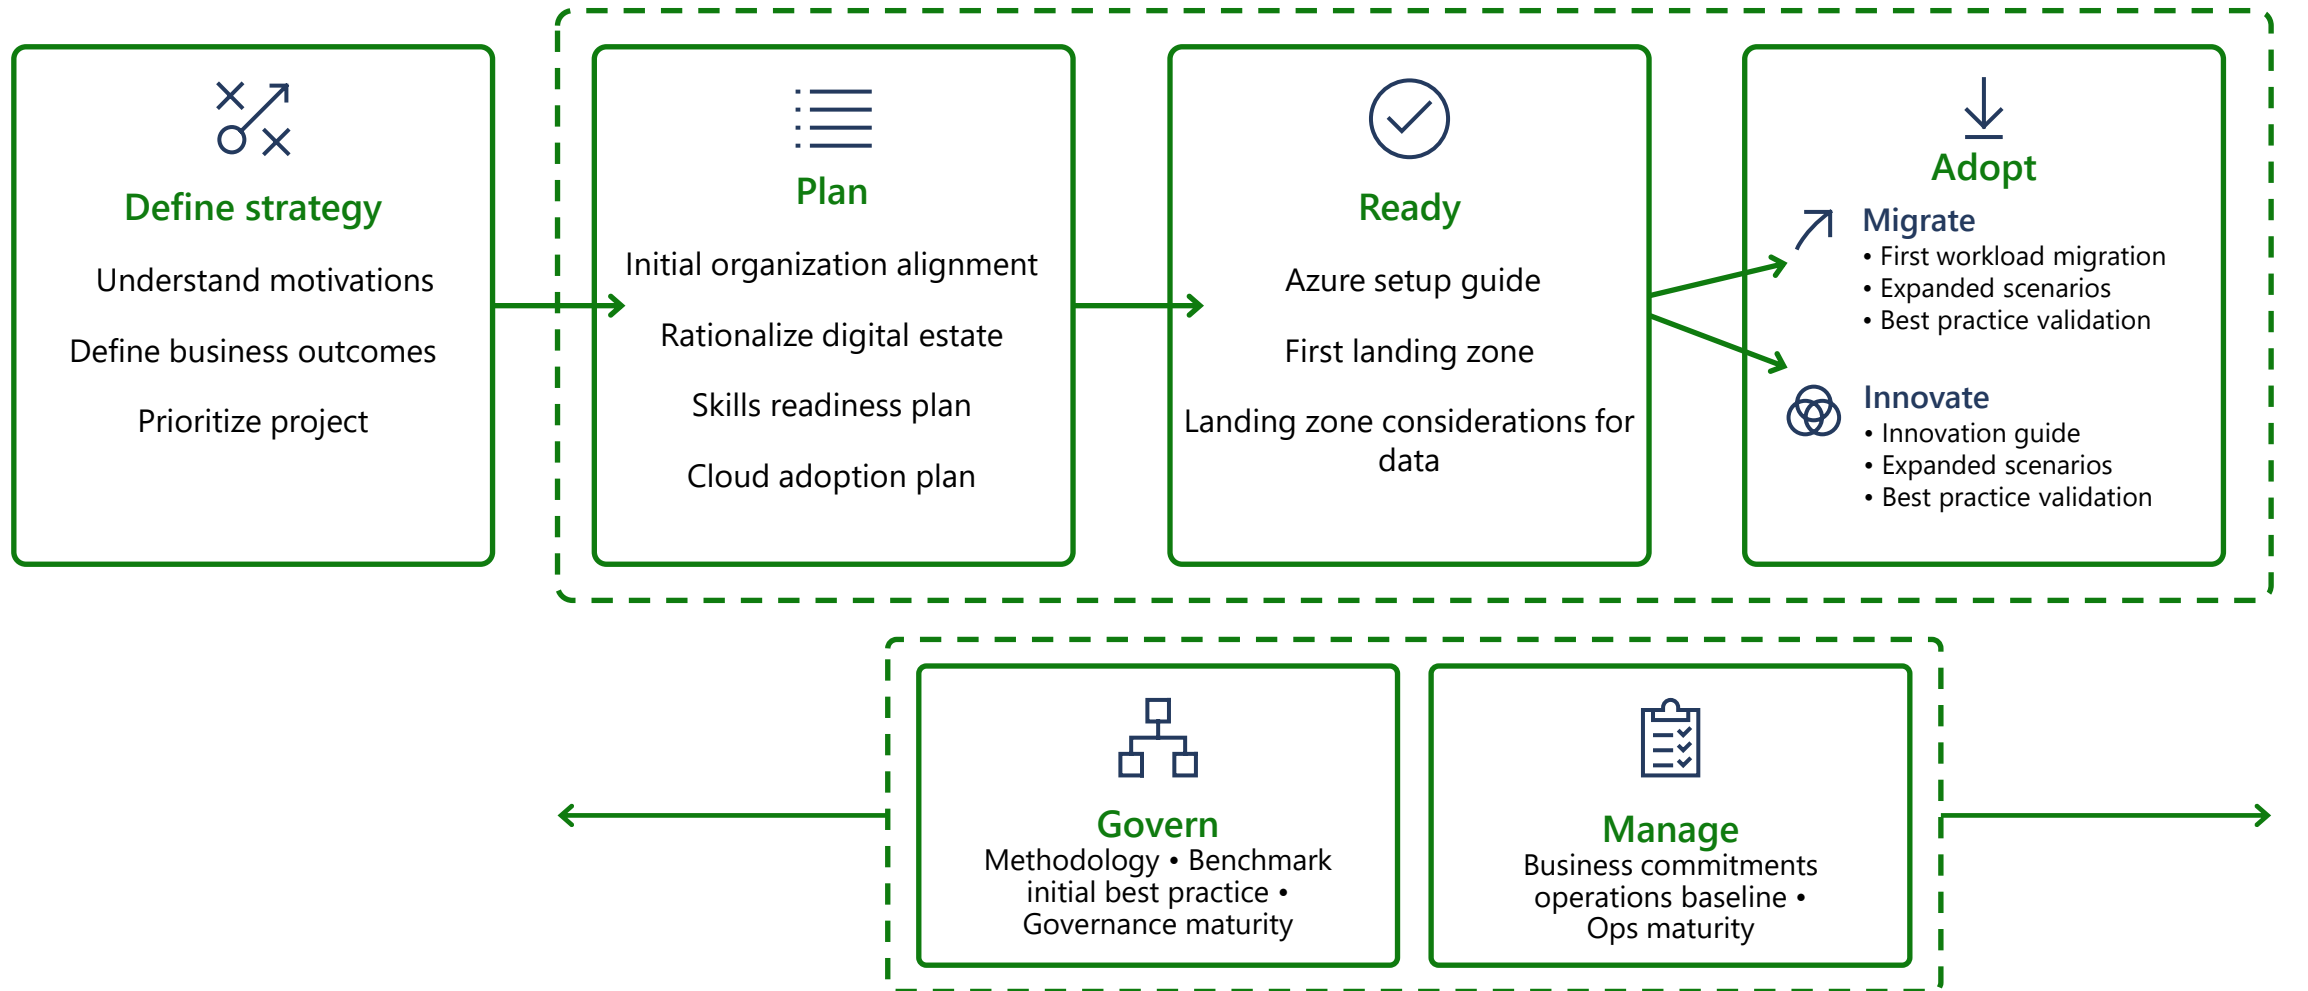 Define strategy
Understand motivations
Define business outcomes
Prioritize project
Plan
Initial organization alignment
Rationalize digital estate
Skills readiness plan
Cloud adoption plan
Ready
Azure setup guide
First landing zone
Landing zone considerations for
data
Adopt
Migrate
• First workload migration
• Expanded scenarios
• Best practice validation
Innovate
• Innovation guide
• Expanded scenarios
• Best practice validation
Govern
Methodology • Benchmark
initial best practice •
Governance maturity
Manage
Business commitments
operations baseline •
Ops maturity